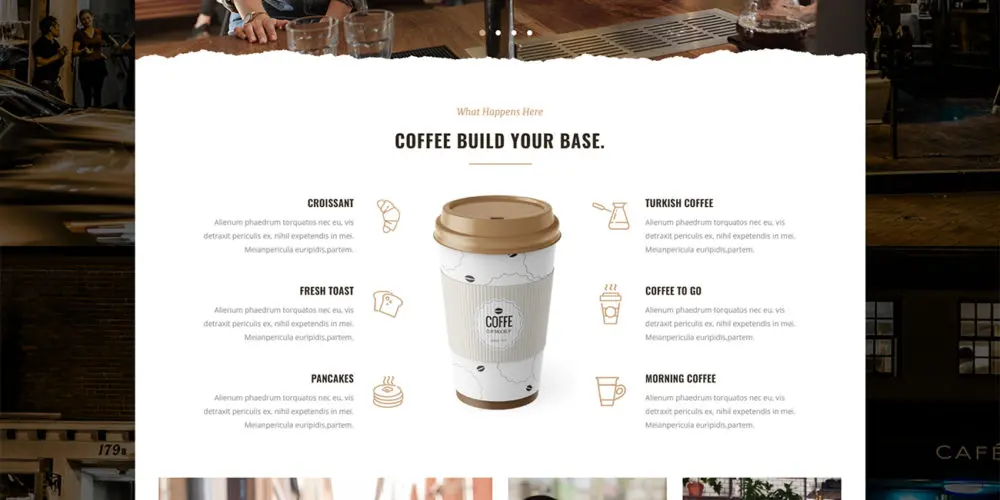 What Happens Here
COFFEE BUILD YOUR BASE.
CROISSANT
Alienum phaedrum torquatos nec eu, vis
detraxit periculis ex, nihil expetendis in mei.
Meianpericula euripidis,partem.
FRESH TOAST
Alienum phaedrum torquatos nec eu, vis
detraxit periculis ex, nihil expetendis in mei.
Meianpericula euripidis,partem.
PANCAKES
Alienum phaedrum torquatos nec eu, vis
detraxit periculis ex, nihil expetendis in mei.
Meianpericula euripidis,partem.
COFFE
TURKISH COFFEE
Alienum phaedrum torquatos nec eu, vis
detraxit periculis ex, nihil expetendis in mei.
Meianpericula euripidis,partem.
COFFEE TO GO
Alienum phaedrum torquatos nec eu, vis
detraxit periculis ex, nihil expetendis in mei.
Meianpericula euripidis,partem.
MORNING COFFEE
Alienum phaedrum torquatos nec eu, vis
detraxit periculis ex, nihil expetendis in mei.
Meianpericula euripidis,partem.
179B
CAFÉ